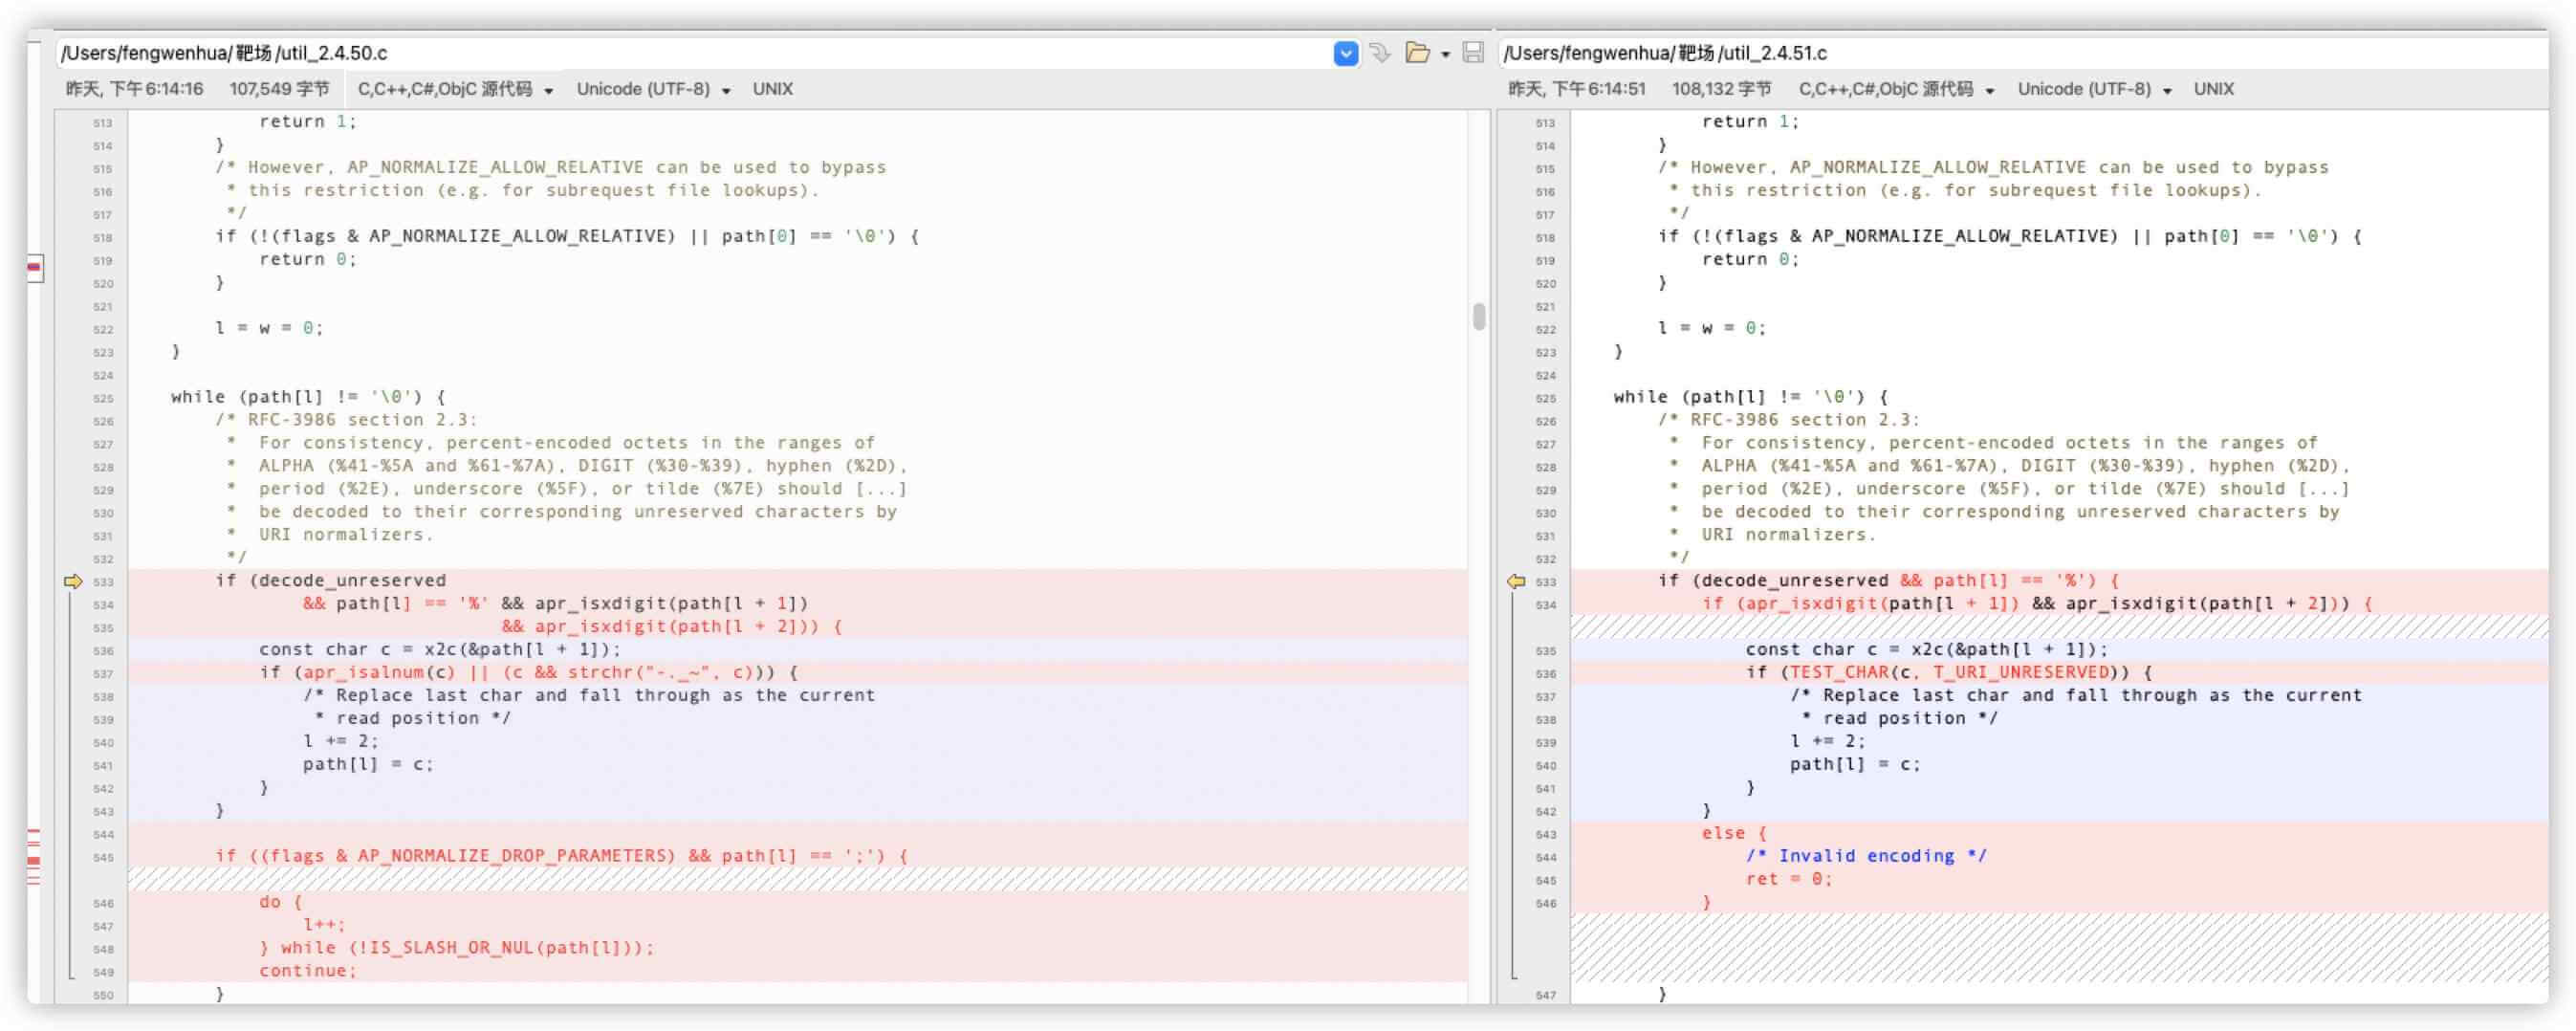 /Users/fengwenhua/靶场/util_2.4.50.c
昨天, 下午6:14:16 107,549 字节 C,C++,C#,ObjC 源代码 Unicode (UTF-8) UNIX
513 return 1;
514 }
515 /* However, AP_NORMALIZE_ALLOW_RELATIVE can be used to bypass
516 * this restriction (e.g. for subrequest file lookups).
517 */
518 if (!(flags & AP_NORMALIZE_ALLOW_RELATIVE) || path[0] == '\0') {
519 return 0;
520 }
521
522 l = w = 0;
523 }
524
525 while (path[l] != '\0') {
526 /* RFC-3986 section 2.3:
527 * For consistency, percent-encoded octets in the ranges of
528 * ALPHA (%41-%5A and %61-%7A), DIGIT (%30-%39), hyphen (%2D),
529 * period (%2E), underscore (%5F), or tilde (%7E) should [...]
530 * be decoded to their corresponding unreserved characters by
531 * URI normalizers.
532 */
533 if (decode_unreserved
534 && path[l] == '%' && apr_isxdigit(path[l + 1])
535 && apr_isxdigit(path[l + 2])) {
536 const char c = x2c(&path[l + 1]);
537 if (apr_isalnum(c) || (c && strchr("-._~", c))) {
538 /* Replace last char and fall through as the current
539 * read position */
540 l += 2;
541 path[l] = c;
542 }
543 }
544
545 if ((flags & AP_NORMALIZE_DROP_PARAMETERS) && path[l] == ';') {
546 do {
547 l++;
548 } while (!IS_SLASH_OR_NUL(path[l]));
549 continue;
550 }
/Users/fengwenhua/靶场/util_2.4.51.c
昨天, 下午6:14:51 108,132 字节 C,C++,C#,ObjC 源代码 Unicode (UTF-8) UNIX
513 return 1;
514 }
515 /* However, AP_NORMALIZE_ALLOW_RELATIVE can be used to bypass
516 * this restriction (e.g. for subrequest file lookups).
517 */
518 if (!(flags & AP_NORMALIZE_ALLOW_RELATIVE) || path[0] == '\0') {
519 return 0;
520 }
521
522 l = w = 0;
523 }
524
525 while (path[l] != '\0') {
526 /* RFC-3986 section 2.3:
527 * For consistency, percent-encoded octets in the ranges of
528 * ALPHA (%41-%5A and %61-%7A), DIGIT (%30-%39), hyphen (%2D),
529 * period (%2E), underscore (%5F), or tilde (%7E) should [...]
530 * be decoded to their corresponding unreserved characters by
531 * URI normalizers.
532 */
533 if (decode_unreserved && path[l] == '%') {
534 if (apr_isxdigit(path[l + 1]) && apr_isxdigit(path[l + 2])) {
535 const char c = x2c(&path[l + 1]);
536 if (TEST_CHAR(c, T_URI_UNRESERVED)) {
537 /* Replace last char and fall through as the current
538 * read position */
539 l += 2;
540 path[l] = c;
541 }
542 }
543 else {
544 /* Invalid encoding */
545 ret = 0;
546 }
547 }